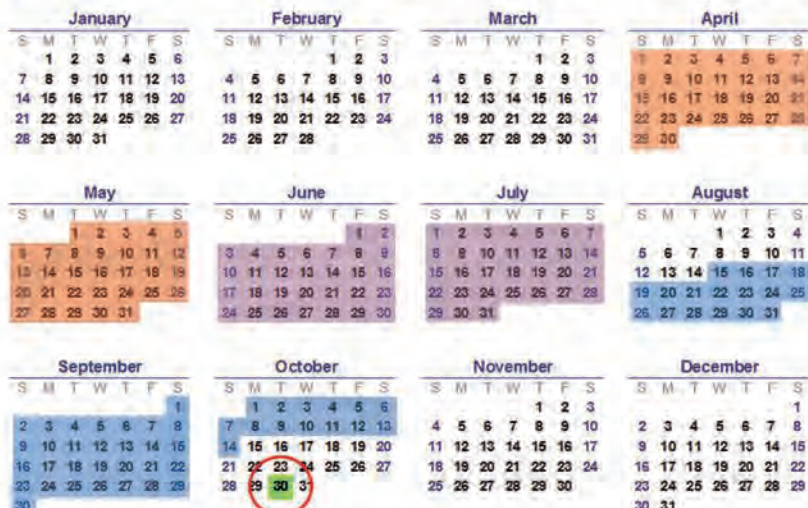 January
S M T W T F S
1 2 3 4 5 6
7 8 9 10 11 12 13
14 15 16 17 18 19 20
21 22 23 24 25 26 27
28 29 30 31
February
S M T W T F S
1 2 3
4 5 6 7 8 9 10
11 12 13 14 15 16 17
18 19 20 21 22 23 24
25 26 27 28
March
S M T W T F S
1 2 3
4 5 6 7 8 9 10
11 12 13 14 15 16 17
18 19 20 21 22 23 24
25 26 27 28 29 30 31
April
S M T W T F S
1 2 3 4 5 6 7
8 9 10 11 12 13 14
15 16 17 18 19 20 21
22 23 24 25 26 27 28
29 30
May
S M T W T F S
1 2 3 4 5
6 7 8 9 10 11 12
13 14 15 16 17 18 19
20 21 22 23 24 25 26
27 28 29 30 31
June
S M T W T F S
1 2
3 4 5 6 7 8 9
10 11 12 13 14 15 16
17 18 19 20 21 22 23
24 25 26 27 28 29 30
July
S M T W T F S
1 2 3 4 5 6 7
8 9 10 11 12 13 14
15 16 17 18 19 20 21
22 23 24 25 26 27 28
29 30 31
August
S M T W T F S
1 2 3 4
5 6 7 8 9 10 11
12 13 14 15 16 17 18
19 20 21 22 23 24 25
26 27 28 29 30 31
September
S M T W T F S
1
2 3 4 5 6 7 8
9 10 11 12 13 14 15
16 17 18 19 20 21 22
23 24 25 26 27 28 29
30
October
S M T W T F S
1 2 3 4 5 6
7 8 9 10 11 12 13
14 15 16 17 18 19 20
21 22 23 24 25 26 27
28 29 30 31
November
S M T W T F S
1 2 3
4 5 6 7 8 9 10
11 12 13 14 15 16 17
18 19 20 21 22 23 24
25 26 27 28 29 30
December
S M T W T F S
1
2 3 4 5 6 7 8
9 10 11 12 13 14 15
16 17 18 19 20 21 22
23 24 25 26 27 28 29
30 31